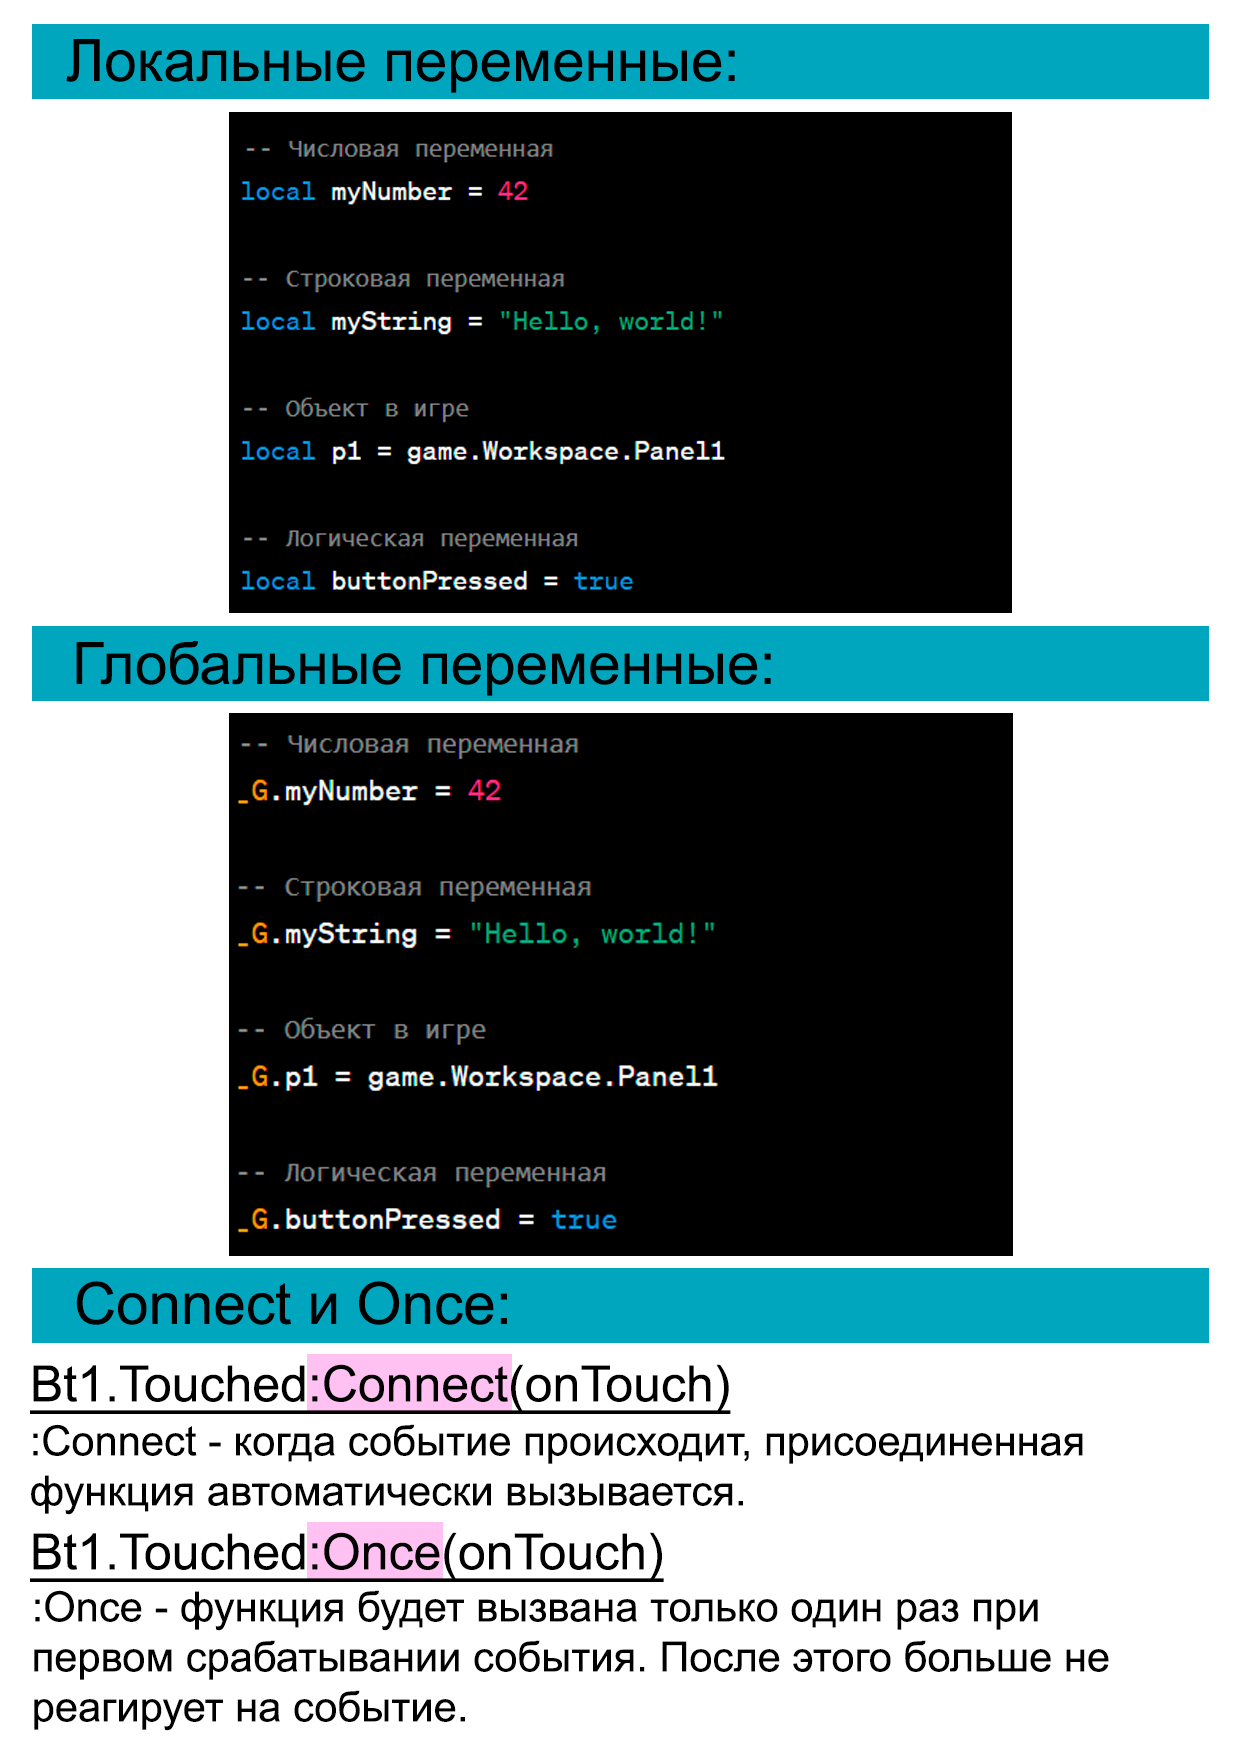 Локальные переменные:
-- Числовая переменная
local myNumber = 42
-- Строковая переменная
local myString = "Hello, world!"
-- Объект в игре
local p1 = game.Workspace.Panel1
-- Логическая переменная
local buttonPressed = true
Глобальные переменные:
-- Числовая переменная
_G.myNumber = 42
-- Строковая переменная
_G.myString = "Hello, world!"
-- Объект в игре
_G.p1 = game.Workspace.Panel1
-- Логическая переменная
_G.buttonPressed = true
Connect и Once:
Bt1.Touched:Connect(onTouch)
:Connect - когда событие происходит, присоединенная
функция автоматически вызывается.
Bt1.Touched:Once(onTouch)
:Once - функция будет вызвана только один раз при
первом срабатывании события. После этого больше не
реагирует на событие.